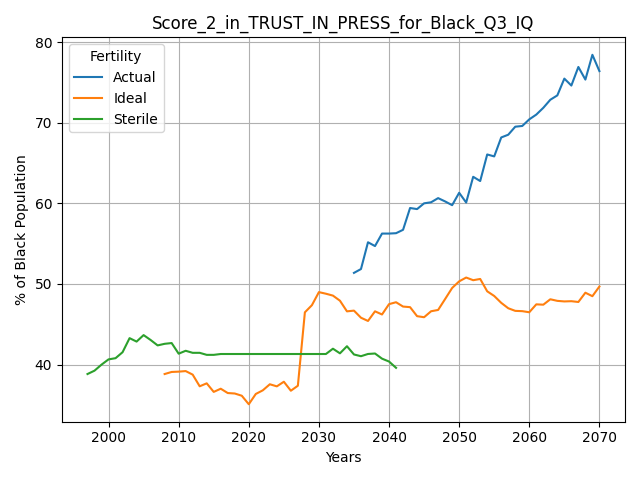 Score_2_in_TRUST_IN_PRESS_for_Black_Q3_IQ
% of Black Population
80
70
60
50
40
Fertility
Actual
Ideal
Sterile
2000 2010 2020 2030 2040 2050 2060 2070
Years